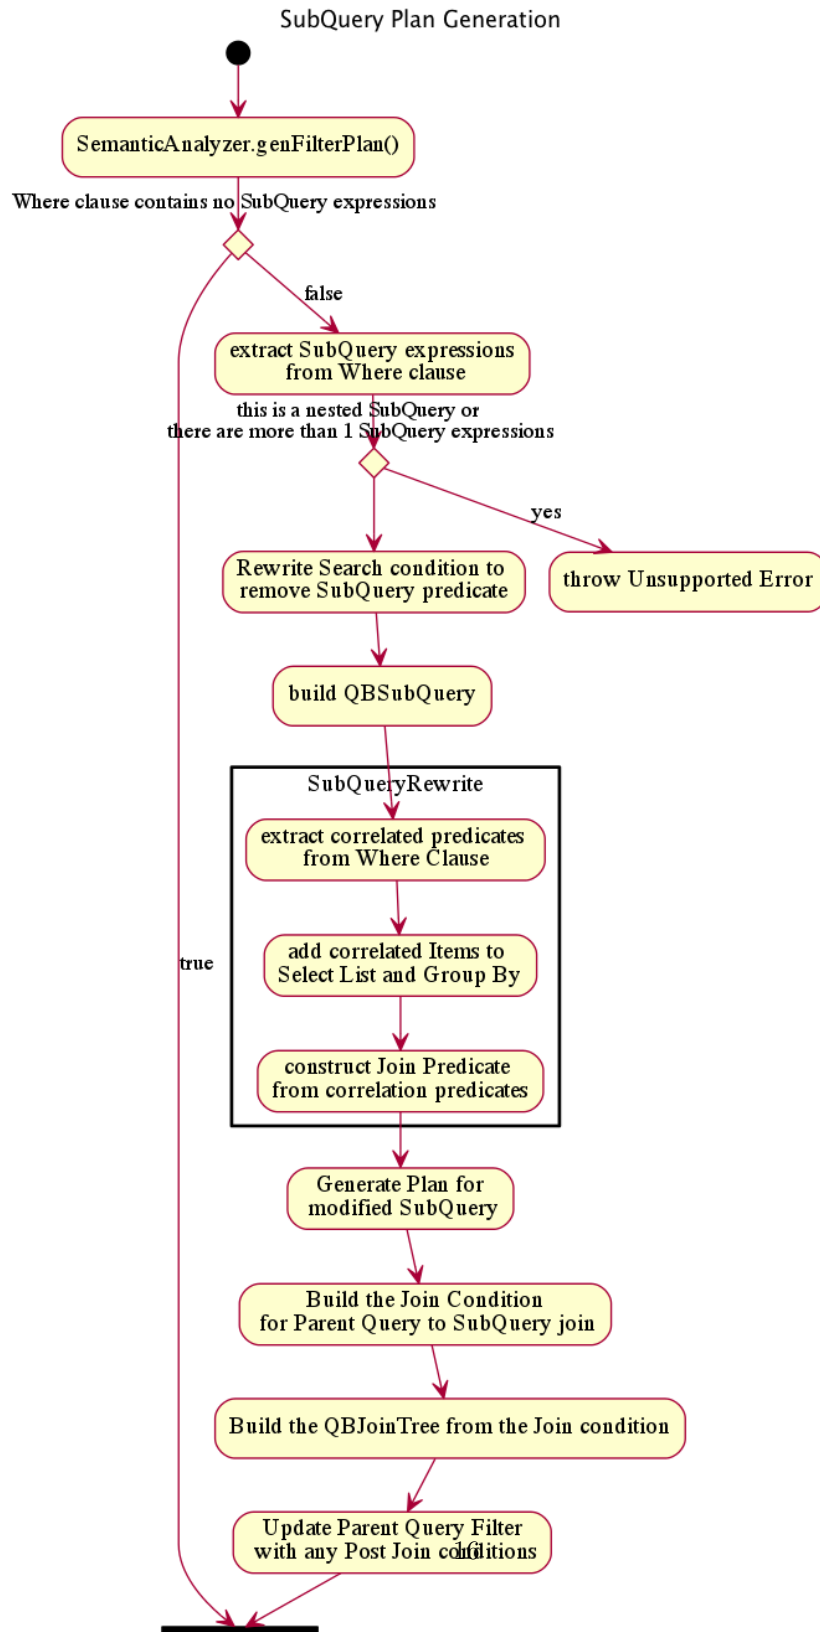 SubQuery Plan Generation
SemanticAnalyzer.genFilterPlan()
Where clause contains no SubQuery expressions
false
extract SubQuery expressions
from Where clause
this is a nested SubQuery or
there are more than 1 SubQuery expressions
yes
Rewrite Search condition to
remove SubQuery predicate
throw Unsupported Error
build QBSubQuery
SubQueryRewrite
extract correlated predicates
from Where Clause
add correlated Items to
Select List and Group By
true
construct Join Predicate
from correlation predicates
Generate Plan for
modified SubQuery
Build the Join Condition
for Parent Query to SubQuery join
Build the QBJoinTree from the Join condition
Update Parent Query Filter
with any Post Join conditions
16